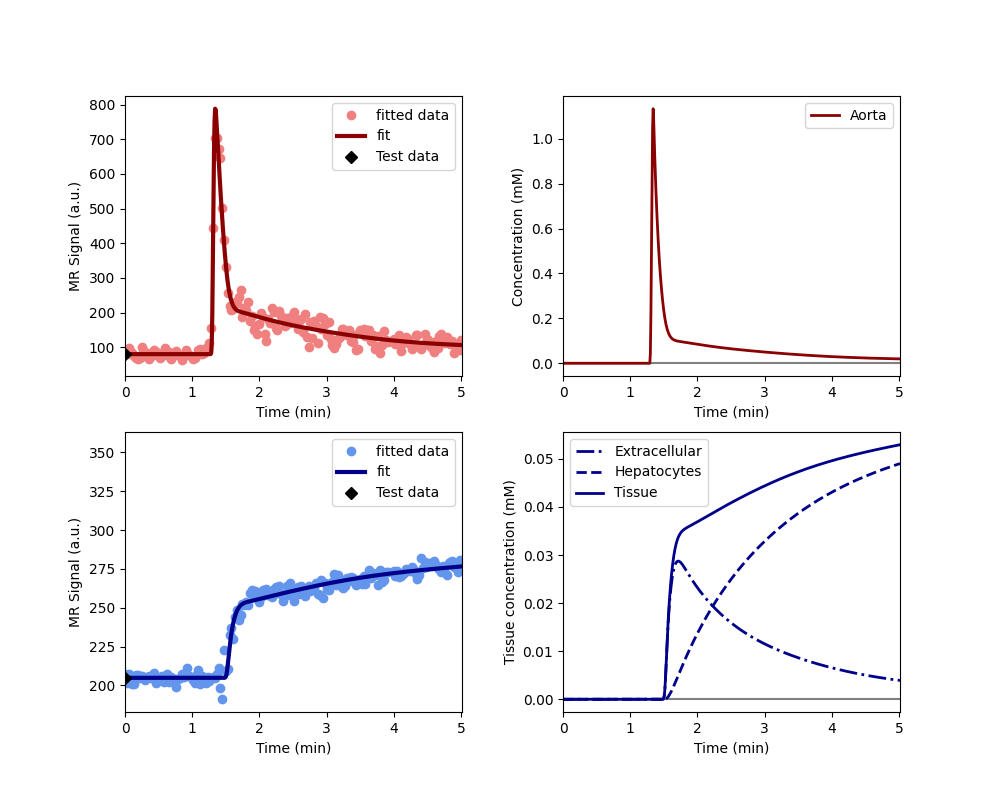 MR Signal (a.u.)
800
700
600
500
400
300
200
100
fitted data
fit
Test data
0 1 2 3 4 5
Time (min)
Concentration (mM)
1.0
0.8
0.6
0.4
0.2
0.0
Aorta
0 1 2 3 4 5
Time (min)
MR Signal (a.u.)
350
325
300
275
250
225
200
fitted data
fit
Test data
0 1 2 3 4 5
Time (min)
Tissue concentration (mM)
0.05
0.04
0.03
0.02
0.01
0.00
Extracellular
Hepatocytes
Tissue
0 1 2 3 4 5
Time (min)